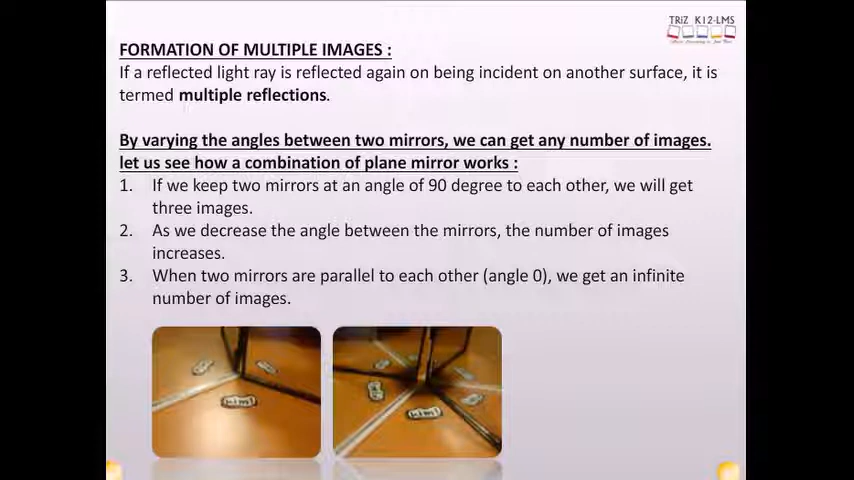 TRiZ K12-LMS
FORMATION OF MULTIPLE IMAGES :
If a reflected light ray is reflected again on being incident on another surface, it is
termed multiple reflections.
By varying the angles between two mirrors, we can get any number of images.
let us see how a combination of plane mirror works :
1. If we keep two mirrors at an angle of 90 degree to each other, we will get
three images.
2. As we decrease the angle between the mirrors, the number of images
increases.
3. When two mirrors are parallel to each other (angle 0), we get an infinite
number of images.